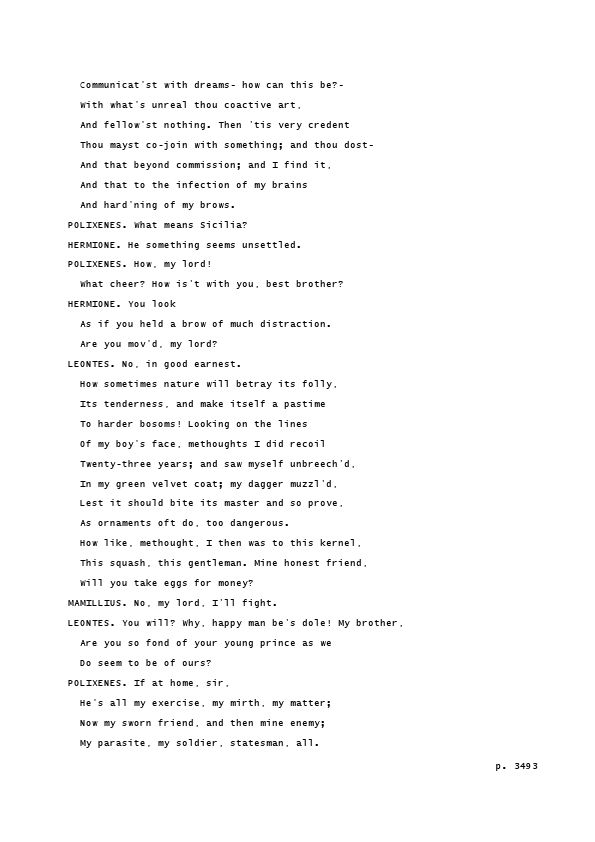 Communicat'st with dreams- how can this be?-
With what's unreal thou coactive art,
And fellow'st nothing. Then 'tis very credent
Thou mayst co-join with something; and thou dost-
And that beyond commission; and I find it,
And that to the infection of my brains
And hard'ning of my brows.
POLIXENES. What means Sicilia?
HERMIONE. He something seems unsettled.
POLIXENES. How, my lord!
What cheer? How is't with you, best brother?
HERMIONE. You look
As if you held a brow of much distraction.
Are you mov'd, my lord?
LEONTES. No, in good earnest.
How sometimes nature will betray its folly,
Its tenderness, and make itself a pastime
To harder bosoms! Looking on the lines
Of my boy's face, methoughts I did recoil
Twenty-three years; and saw myself unbreech'd,
In my green velvet coat; my dagger muzzl'd,
Lest it should bite its master and so prove,
As ornaments oft do, too dangerous.
How like, methought, I then was to this kernel,
This squash, this gentleman. Mine honest friend,
Will you take eggs for money?
MAMILLIUS. No, my lord, I'll fight.
LEONTES. You will? Why, happy man be's dole! My brother,
Are you so fond of your young prince as we
Do seem to be of ours?
POLIXENES. If at home, sir,
He's all my exercise, my mirth, my matter;
Now my sworn friend, and then mine enemy;
My parasite, my soldier, statesman, all.
p. 3493